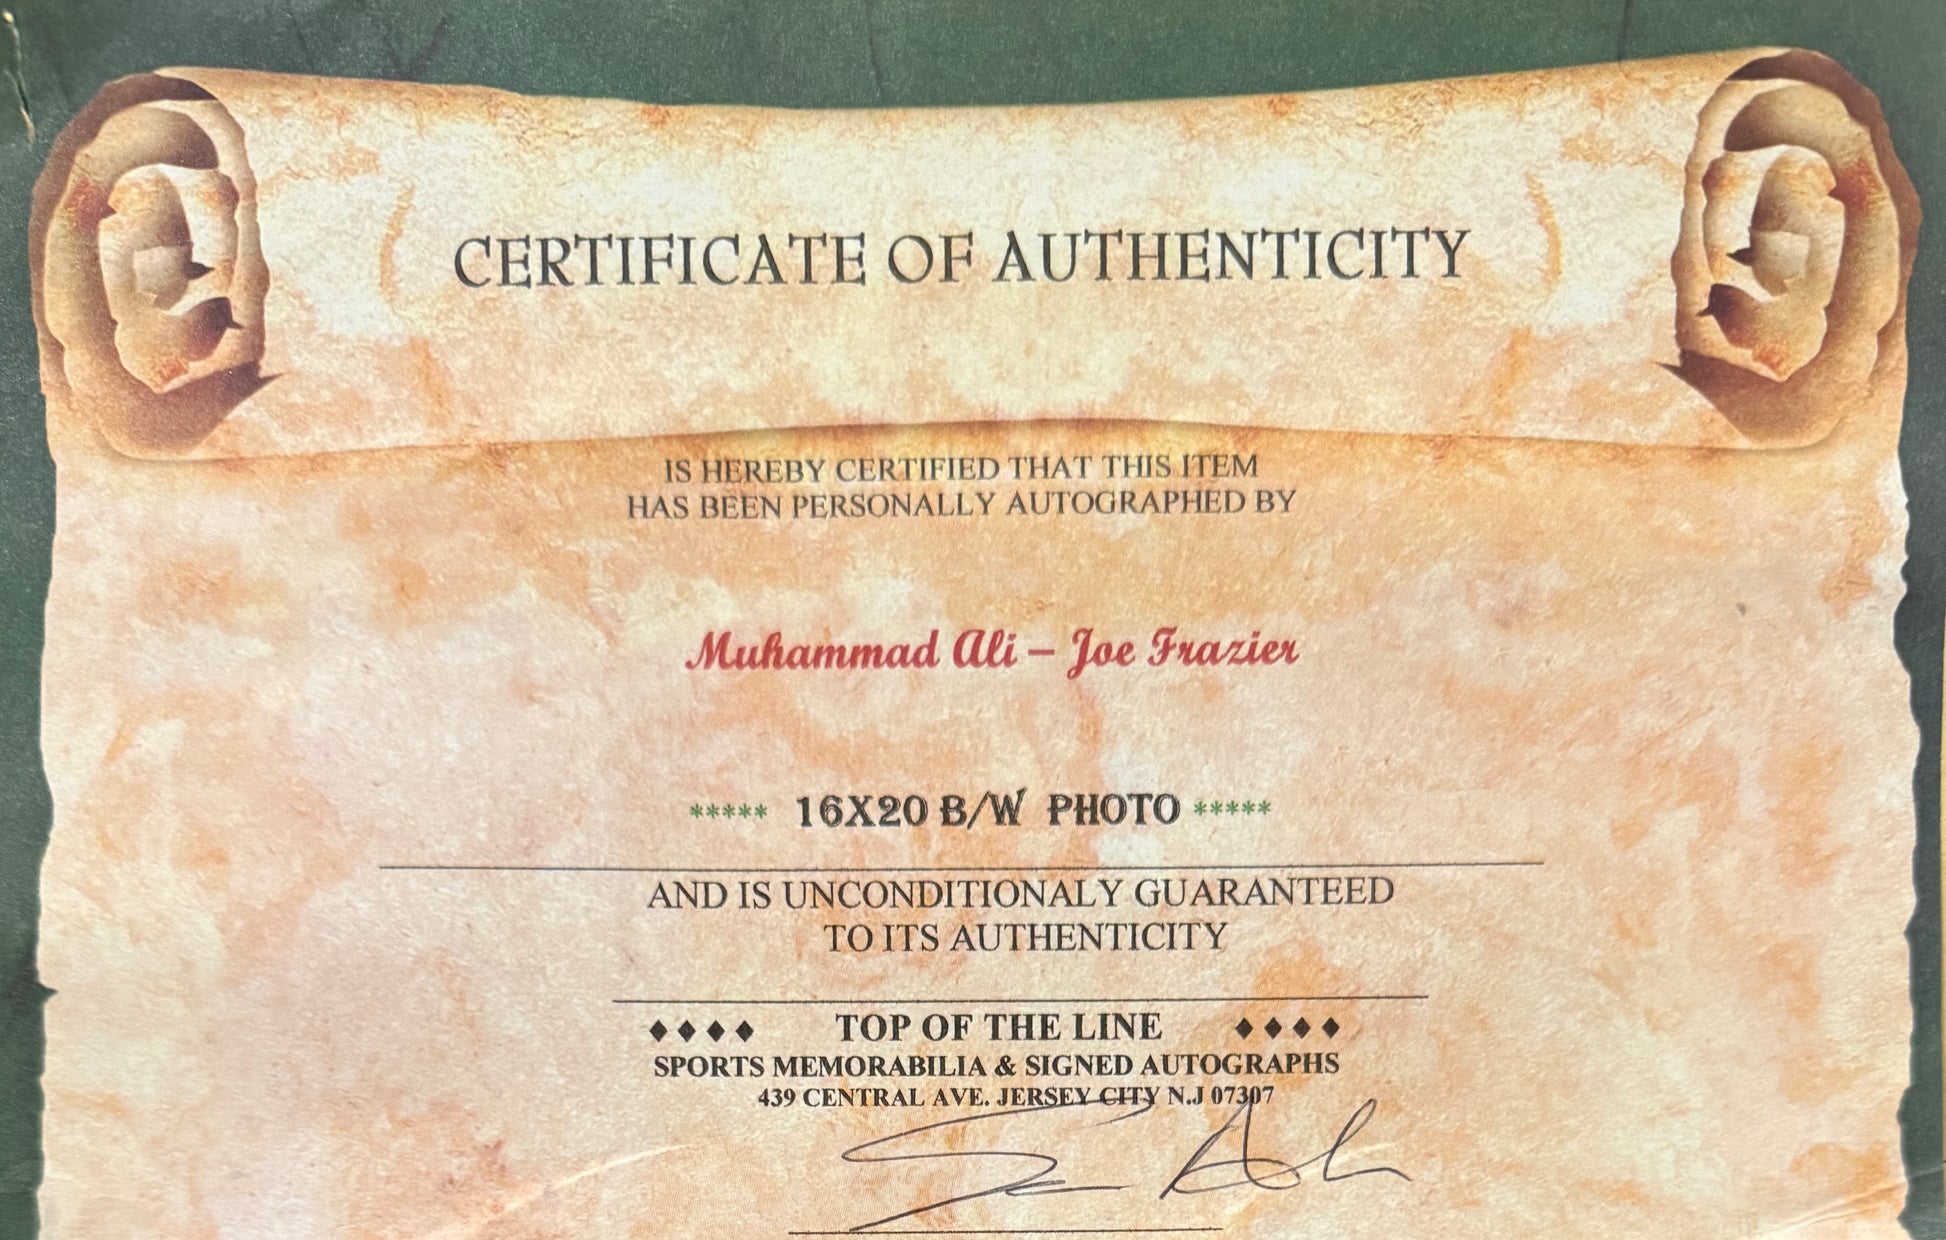 CERTIFICATE OF AUTHENTICITY
IS HEREBY CERTIFIED THAT THIS ITEM
HAS BEEN PERSONALLY AUTOGRAPHED BY
Muhammad Ali – Joe Frazier
***** 16X20 B/W PHOTO *****
AND IS UNCONDITIONALY GUARANTEED
TO ITS AUTHENTICITY
♦♦♦♦ TOP OF THE LINE ♦♦♦♦
SPORTS MEMORABILIA & SIGNED AUTOGRAPHS
439 CENTRAL AVE. JERSEY CITY N.J 07307